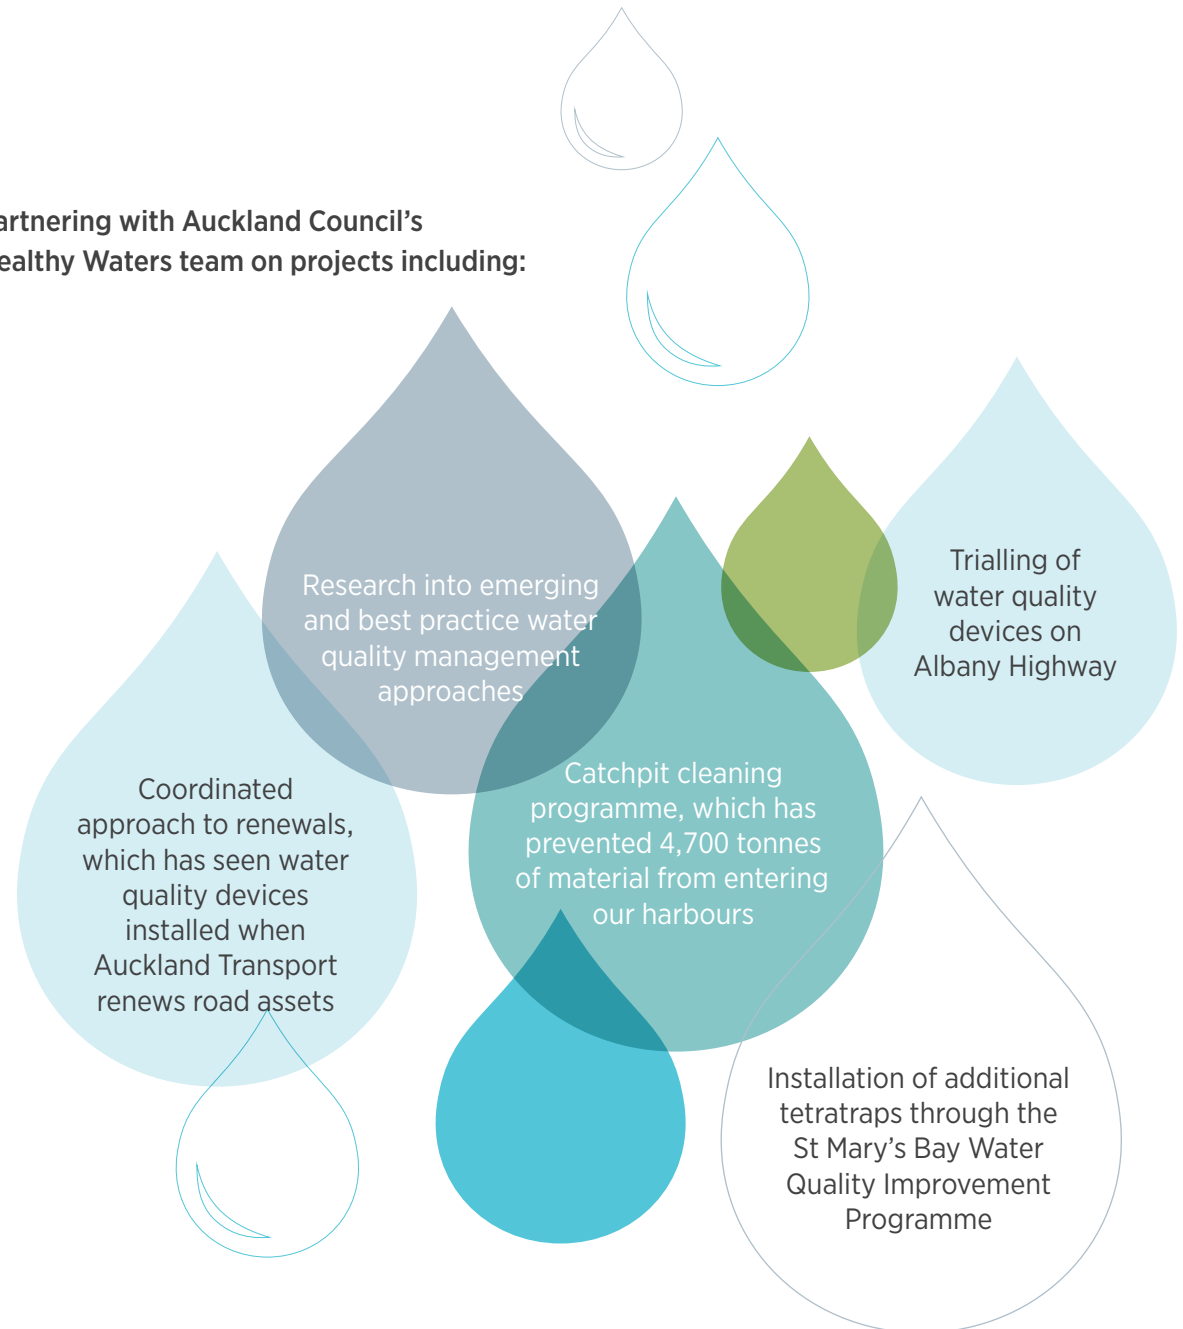 artnering with Auckland Council’s
ealthy Waters team on projects including:
Research into emerging
and best practice water
quality management
approaches
Trialling of
water quality
devices on
Albany Highway
Coordinated
approach to renewals,
which has seen water
quality devices
installed when
Auckland Transport
renews road assets
Catchpit cleaning
programme, which has
prevented 4,700 tonnes
of material from entering
our harbours
Installation of additional
tetratraps through the
St Mary’s Bay Water
Quality Improvement
Programme